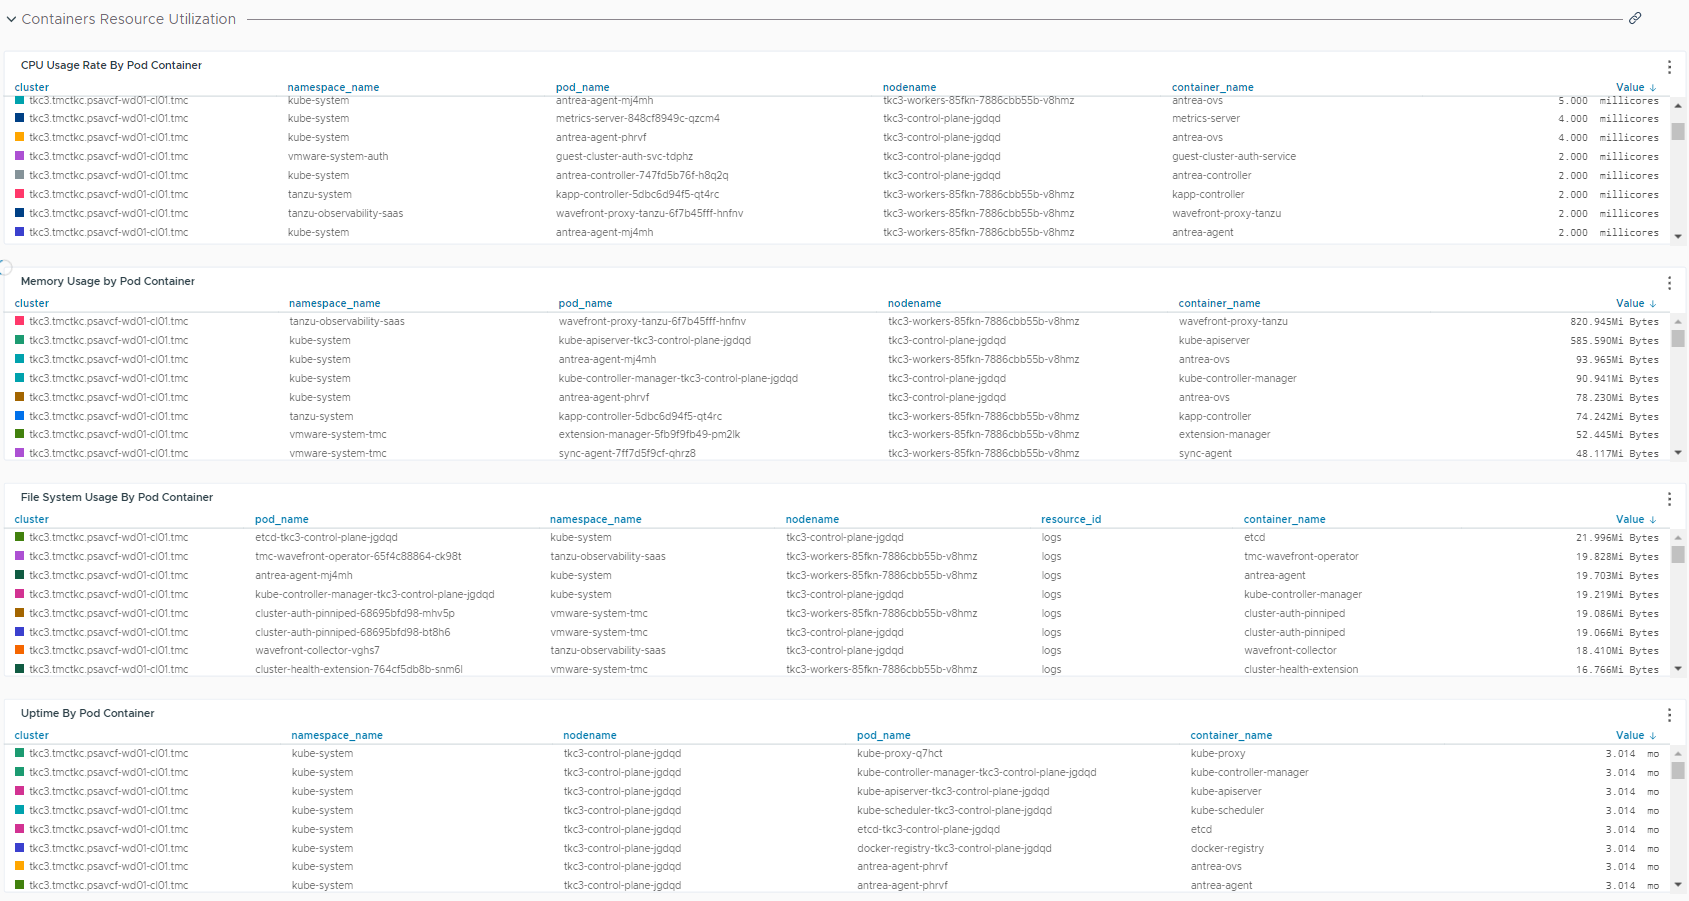 Containers Resource Utilization
CPU Usage Rate By Pod Container
cluster namespace_name pod_name nodename container_name Value ↓
tkc3.tmctkc.psavcf-wd01-cl01.tmc kube-system antrea-agent-mj4mh tkc3-workers-85fkn-7886cbb55b-v8hmz antrea-ovs 5.000 millicores
tkc3.tmctkc.psavcf-wd01-cl01.tmc kube-system metrics-server-848cf8949c-qzcm4 tkc3-control-plane-jgdqd metrics-server 4.000 millicores
tkc3.tmctkc.psavcf-wd01-cl01.tmc kube-system antrea-agent-phrvf tkc3-control-plane-jgdqd antrea-ovs 4.000 millicores
tkc3.tmctkc.psavcf-wd01-cl01.tmc vmware-system-auth guest-cluster-auth-svc-tdphz tkc3-control-plane-jgdqd guest-cluster-auth-service 2.000 millicores
tkc3.tmctkc.psavcf-wd01-cl01.tmc kube-system antrea-controller-747fd5b76f-h8q2q tkc3-control-plane-jgdqd antrea-controller 2.000 millicores
tkc3.tmctkc.psavcf-wd01-cl01.tmc tanzu-system kapp-controller-5dbc6d94f5-qt4rc tkc3-workers-85fkn-7886cbb55b-v8hmz kapp-controller 2.000 millicores
tkc3.tmctkc.psavcf-wd01-cl01.tmc tanzu-observability-saas wavefront-proxy-tanzu-6f7b45fff-hnfnv tkc3-workers-85fkn-7886cbb55b-v8hmz wavefront-proxy-tanzu 2.000 millicores
tkc3.tmctkc.psavcf-wd01-cl01.tmc kube-system antrea-agent-mj4mh tkc3-workers-85fkn-7886cbb55b-v8hmz antrea-agent 2.000 millicores
Memory Usage by Pod Container
cluster namespace_name pod_name nodename container_name Value ↓
tkc3.tmctkc.psavcf-wd01-cl01.tmc tanzu-observability-saas wavefront-proxy-tanzu-6f7b45fff-hnfnv tkc3-workers-85fkn-7886cbb55b-v8hmz wavefront-proxy-tanzu 820.945Mi Bytes
tkc3.tmctkc.psavcf-wd01-cl01.tmc kube-system kube-apiserver-tkc3-control-plane-jgdqd tkc3-control-plane-jgdqd kube-apiserver 585.590Mi Bytes
tkc3.tmctkc.psavcf-wd01-cl01.tmc kube-system antrea-agent-mj4mh tkc3-workers-85fkn-7886cbb55b-v8hmz antrea-ovs 93.965Mi Bytes
tkc3.tmctkc.psavcf-wd01-cl01.tmc kube-system kube-controller-manager-tkc3-control-plane-jgdqd tkc3-control-plane-jgdqd kube-controller-manager 90.941Mi Bytes
tkc3.tmctkc.psavcf-wd01-cl01.tmc kube-system antrea-agent-phrvf tkc3-control-plane-jgdqd antrea-ovs 78.230Mi Bytes
tkc3.tmctkc.psavcf-wd01-cl01.tmc tanzu-system kapp-controller-5dbc6d94f5-qt4rc tkc3-workers-85fkn-7886cbb55b-v8hmz kapp-controller 74.242Mi Bytes
tkc3.tmctkc.psavcf-wd01-cl01.tmc vmware-system-tmc extension-manager-5fb9f9fb49-pm2lk tkc3-workers-85fkn-7886cbb55b-v8hmz extension-manager 52.445Mi Bytes
tkc3.tmctkc.psavcf-wd01-cl01.tmc vmware-system-tmc sync-agent-7ff7d5f9cf-qhrz8 tkc3-workers-85fkn-7886cbb55b-v8hmz sync-agent 48.117Mi Bytes
File System Usage By Pod Container
cluster pod_name namespace_name nodename resource_id container_name Value ↓
tkc3.tmctkc.psavcf-wd01-cl01.tmc etcd-tkc3-control-plane-jgdqd kube-system tkc3-control-plane-jgdqd logs etcd 21.996Mi Bytes
tkc3.tmctkc.psavcf-wd01-cl01.tmc tmc-wavefront-operator-65f4c88864-ck98t tanzu-observability-saas tkc3-workers-85fkn-7886cbb55b-v8hmz logs tmc-wavefront-operator 19.828Mi Bytes
tkc3.tmctkc.psavcf-wd01-cl01.tmc antrea-agent-mj4mh kube-system tkc3-workers-85fkn-7886cbb55b-v8hmz logs antrea-agent 19.703Mi Bytes
tkc3.tmctkc.psavcf-wd01-cl01.tmc kube-controller-manager-tkc3-control-plane-jgdqd kube-system tkc3-control-plane-jgdqd logs kube-controller-manager 19.219Mi Bytes
tkc3.tmctkc.psavcf-wd01-cl01.tmc cluster-auth-pinniped-68695bfd98-mhv5p vmware-system-tmc tkc3-workers-85fkn-7886cbb55b-v8hmz logs cluster-auth-pinniped 19.086Mi Bytes
tkc3.tmctkc.psavcf-wd01-cl01.tmc cluster-auth-pinniped-68695bfd98-bt8h6 vmware-system-tmc tkc3-control-plane-jgdqd logs cluster-auth-pinniped 19.066Mi Bytes
tkc3.tmctkc.psavcf-wd01-cl01.tmc wavefront-collector-vghs7 tanzu-observability-saas tkc3-control-plane-jgdqd logs wavefront-collector 18.410Mi Bytes
tkc3.tmctkc.psavcf-wd01-cl01.tmc cluster-health-extension-764cf5db8b-snm6l vmware-system-tmc tkc3-workers-85fkn-7886cbb55b-v8hmz logs cluster-health-extension 16.766Mi Bytes
Uptime By Pod Container
cluster namespace_name nodename pod_name container_name Value ↓
tkc3.tmctkc.psavcf-wd01-cl01.tmc kube-system tkc3-control-plane-jgdqd kube-proxy-q7hct kube-proxy 3.014 mo
tkc3.tmctkc.psavcf-wd01-cl01.tmc kube-system tkc3-control-plane-jgdqd kube-controller-manager-tkc3-control-plane-jgdqd kube-controller-manager 3.014 mo
tkc3.tmctkc.psavcf-wd01-cl01.tmc kube-system tkc3-control-plane-jgdqd kube-apiserver-tkc3-control-plane-jgdqd kube-apiserver 3.014 mo
tkc3.tmctkc.psavcf-wd01-cl01.tmc kube-system tkc3-control-plane-jgdqd kube-scheduler-tkc3-control-plane-jgdqd kube-scheduler 3.014 mo
tkc3.tmctkc.psavcf-wd01-cl01.tmc kube-system tkc3-control-plane-jgdqd etcd-tkc3-control-plane-jgdqd etcd 3.014 mo
tkc3.tmctkc.psavcf-wd01-cl01.tmc kube-system tkc3-control-plane-jgdqd docker-registry-tkc3-control-plane-jgdqd docker-registry 3.014 mo
tkc3.tmctkc.psavcf-wd01-cl01.tmc kube-system tkc3-control-plane-jgdqd antrea-agent-phrvf antrea-ovs 3.014 mo
tkc3.tmctkc.psavcf-wd01-cl01.tmc kube-system tkc3-control-plane-jgdqd antrea-agent-phrvf antrea-agent 3.014 mo